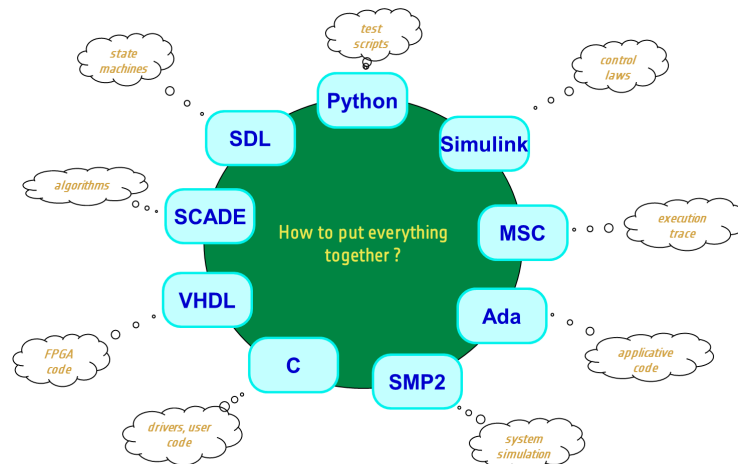 test
scripts
state
machines
control
laws
Python
SDL
Simulink
algorithms
SCADE
MSC
execution
trace
How to put everything
together ?
VHDL
Ada
FPGA
code
C
SMP2
applicative
code
drivers, user
code
system
simulation